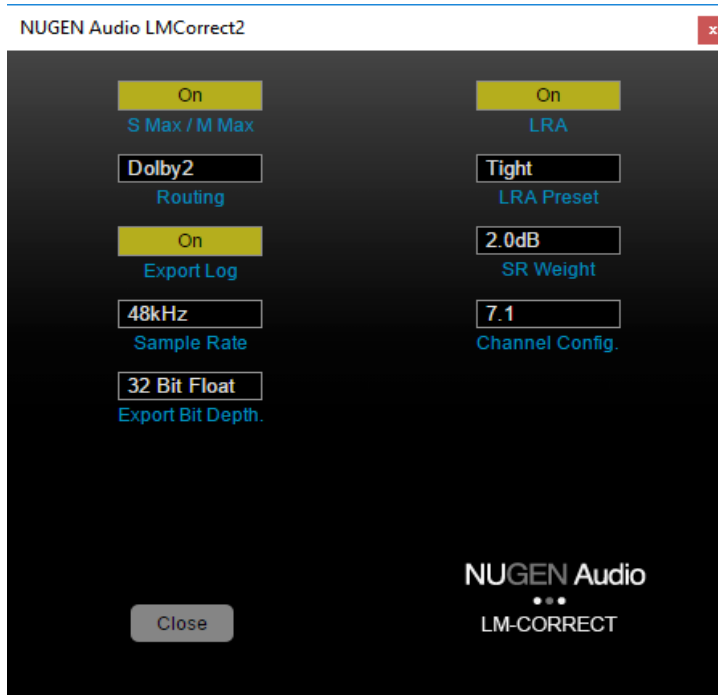 NUGEN Audio LMCorrect2
x
On
S Max / M Max
On
LRA
Dolby2
Routing
Tight
LRA Preset
On
Export Log
2.0dB
SR Weight
48kHz
Sample Rate
7.1
Channel Config.
32 Bit Float
Export Bit Depth.
NUGEN Audio
LM-CORRECT
Close